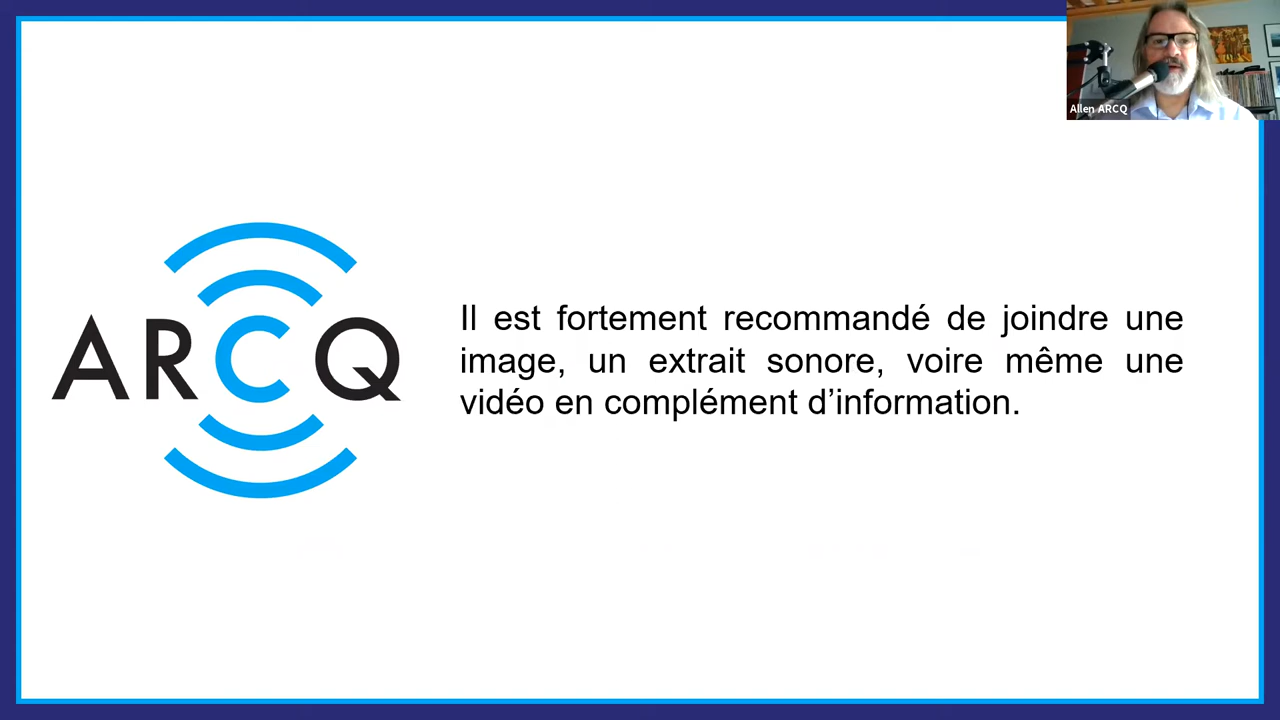 Allen ARCQ
ARCQ
Il est fortement recommandé de joindre une
image, un extrait sonore, voire même une
vidéo en complément d’information.